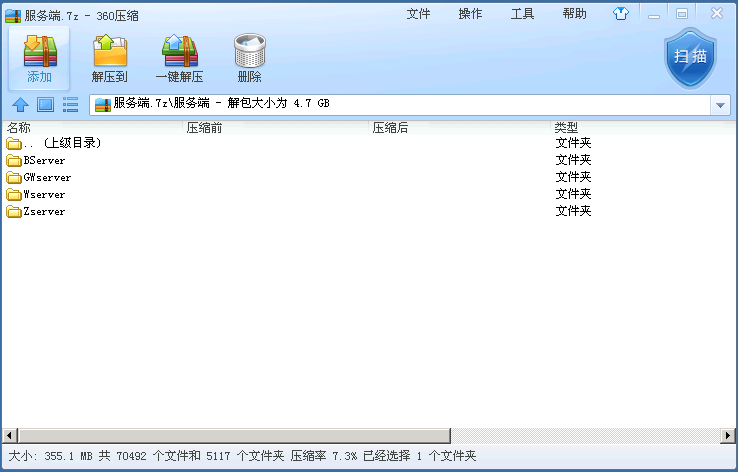 服务端.7z - 360压缩 文件 操作 工具 帮助
添加 解压到 一键解压 删除 扫描
服务端.7z\服务端 - 解包大小为 4.7 GB
名称 压缩前 压缩后 类型
.. (上级目录) 文件夹
BServer 文件夹
GWserver 文件夹
Wserver 文件夹
Zserver 文件夹
大小: 355.1 MB 共 70492 个文件和 5117 个文件夹 压缩率 7.3% 已经选择 1 个文件夹